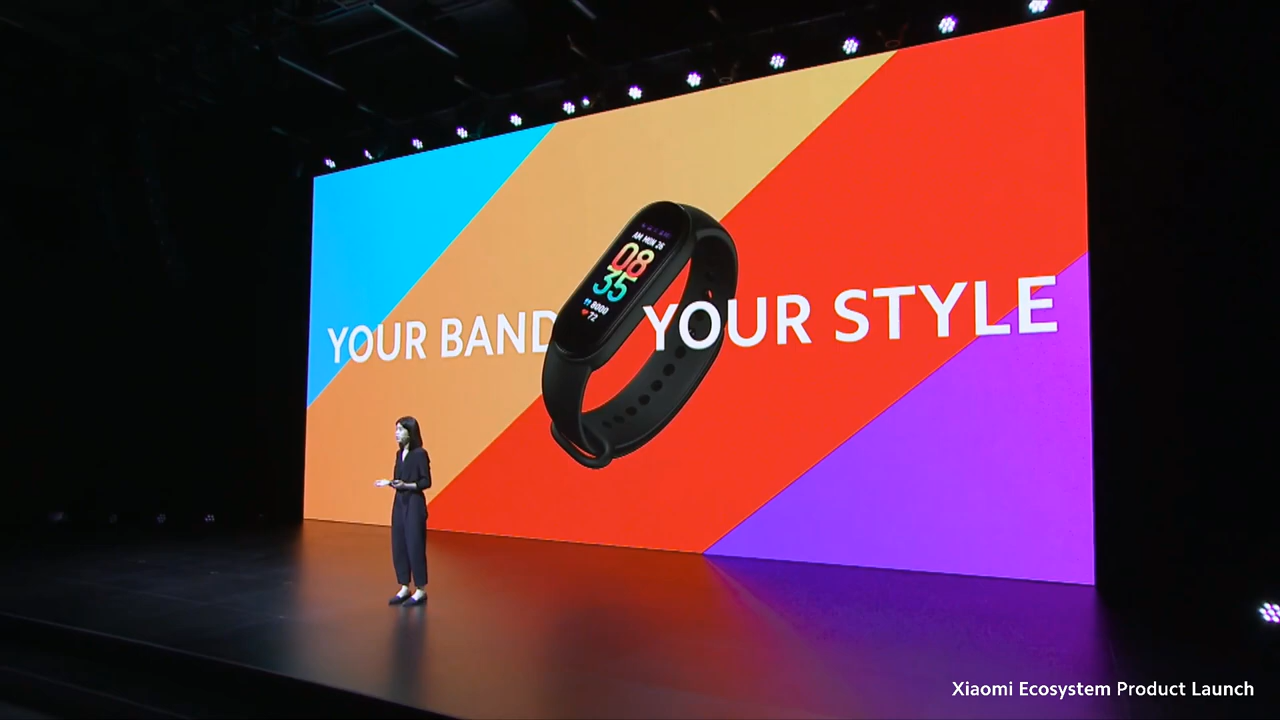 YOUR BAND YOUR STYLE
AM MON 26
08
35
8000
72
Xiaomi Ecosystem Product Launch